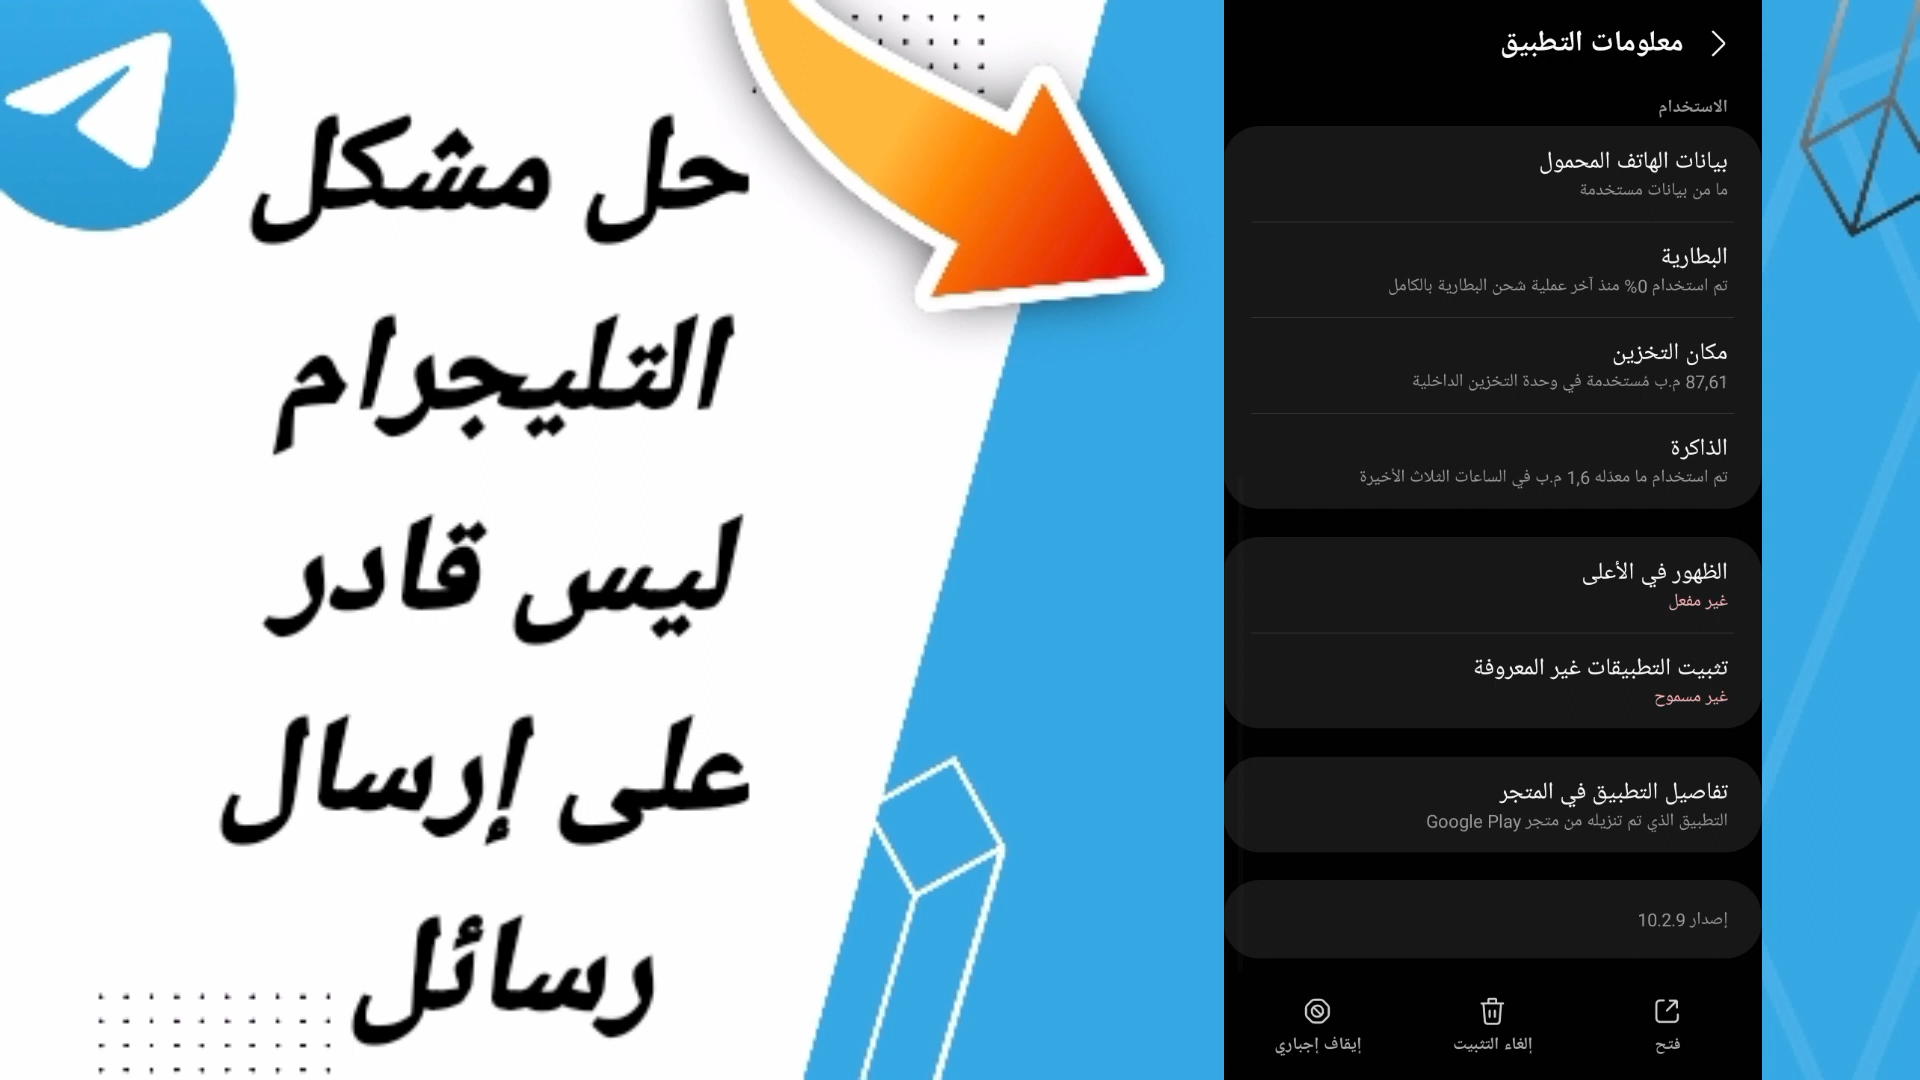 حل مشكل
التليجرام
ليس قادر
على إرسال
رسائل
معلومات التطبيق
الاستخدام
بيانات الهاتف المحمول
ما من بيانات مستخدمة
البطارية
تم استخدام 0% منذ آخر عملية شحن البطارية بالكامل
مكان التخزين
87,61 م.ب مُستخدمة في وحدة التخزين الداخلية
الذاكرة
تم استخدام ما معدّله 1,6 م.ب في الساعات الثلاث الأخيرة
الظهور في الأعلى
غير مفعل
تثبيت التطبيقات غير المعروفة
غير مسموح
تفاصيل التطبيق في المتجر
التطبيق الذي تم تنزيله من متجر Google Play
إصدار 10.2.9
فتح
إلغاء التثبيت
إيقاف إجباري